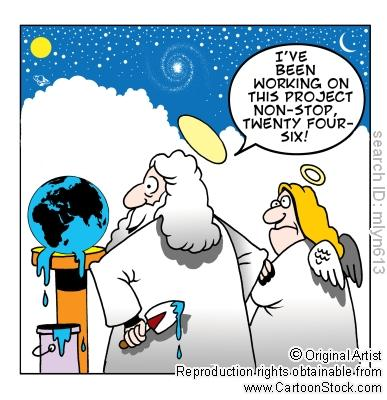 I'VE
BEEN
WORKING ON
THIS PROJECT
NON-STOP,
TWENTY FOUR-
SIX!
search ID: mlyn613
© Original Artist
Reproduction rights obtainable from
www.CartoonStock.com